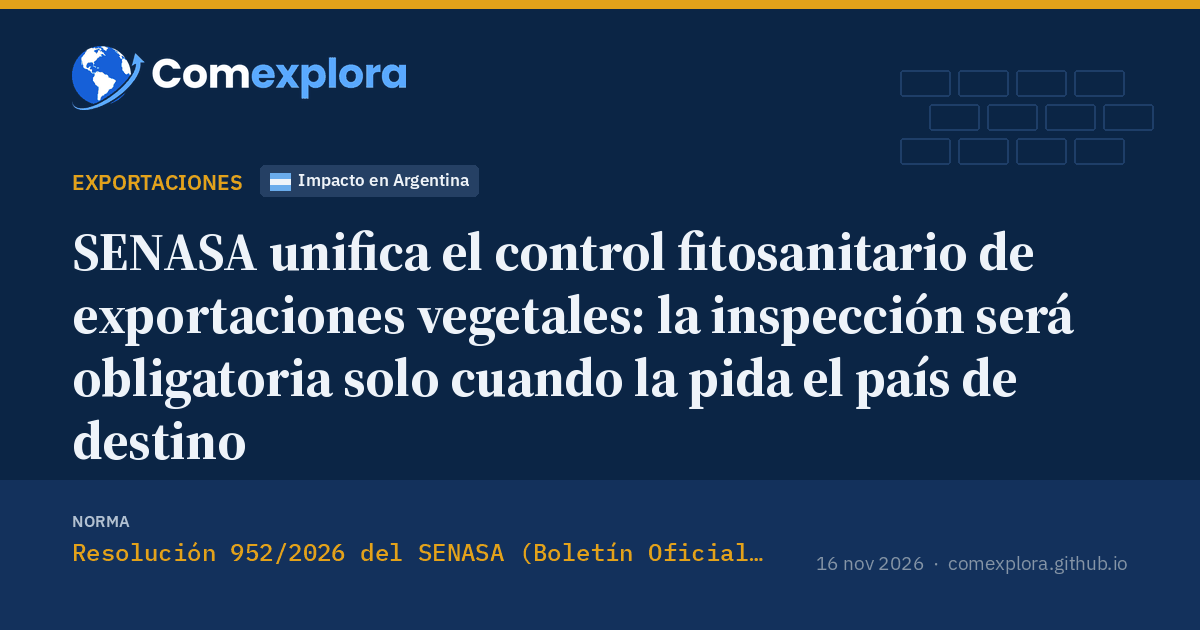 Comexplora
EXPORTACIONES
Impacto en Argentina
SENASA unifica el control fitosanitario de
exportaciones vegetales: la inspección será
obligatoria solo cuando la pida el país de
destino
NORMA
Resolución 952/2026 del SENASA (Boletín Oficial…
16 nov 2026 · comexplora.github.io